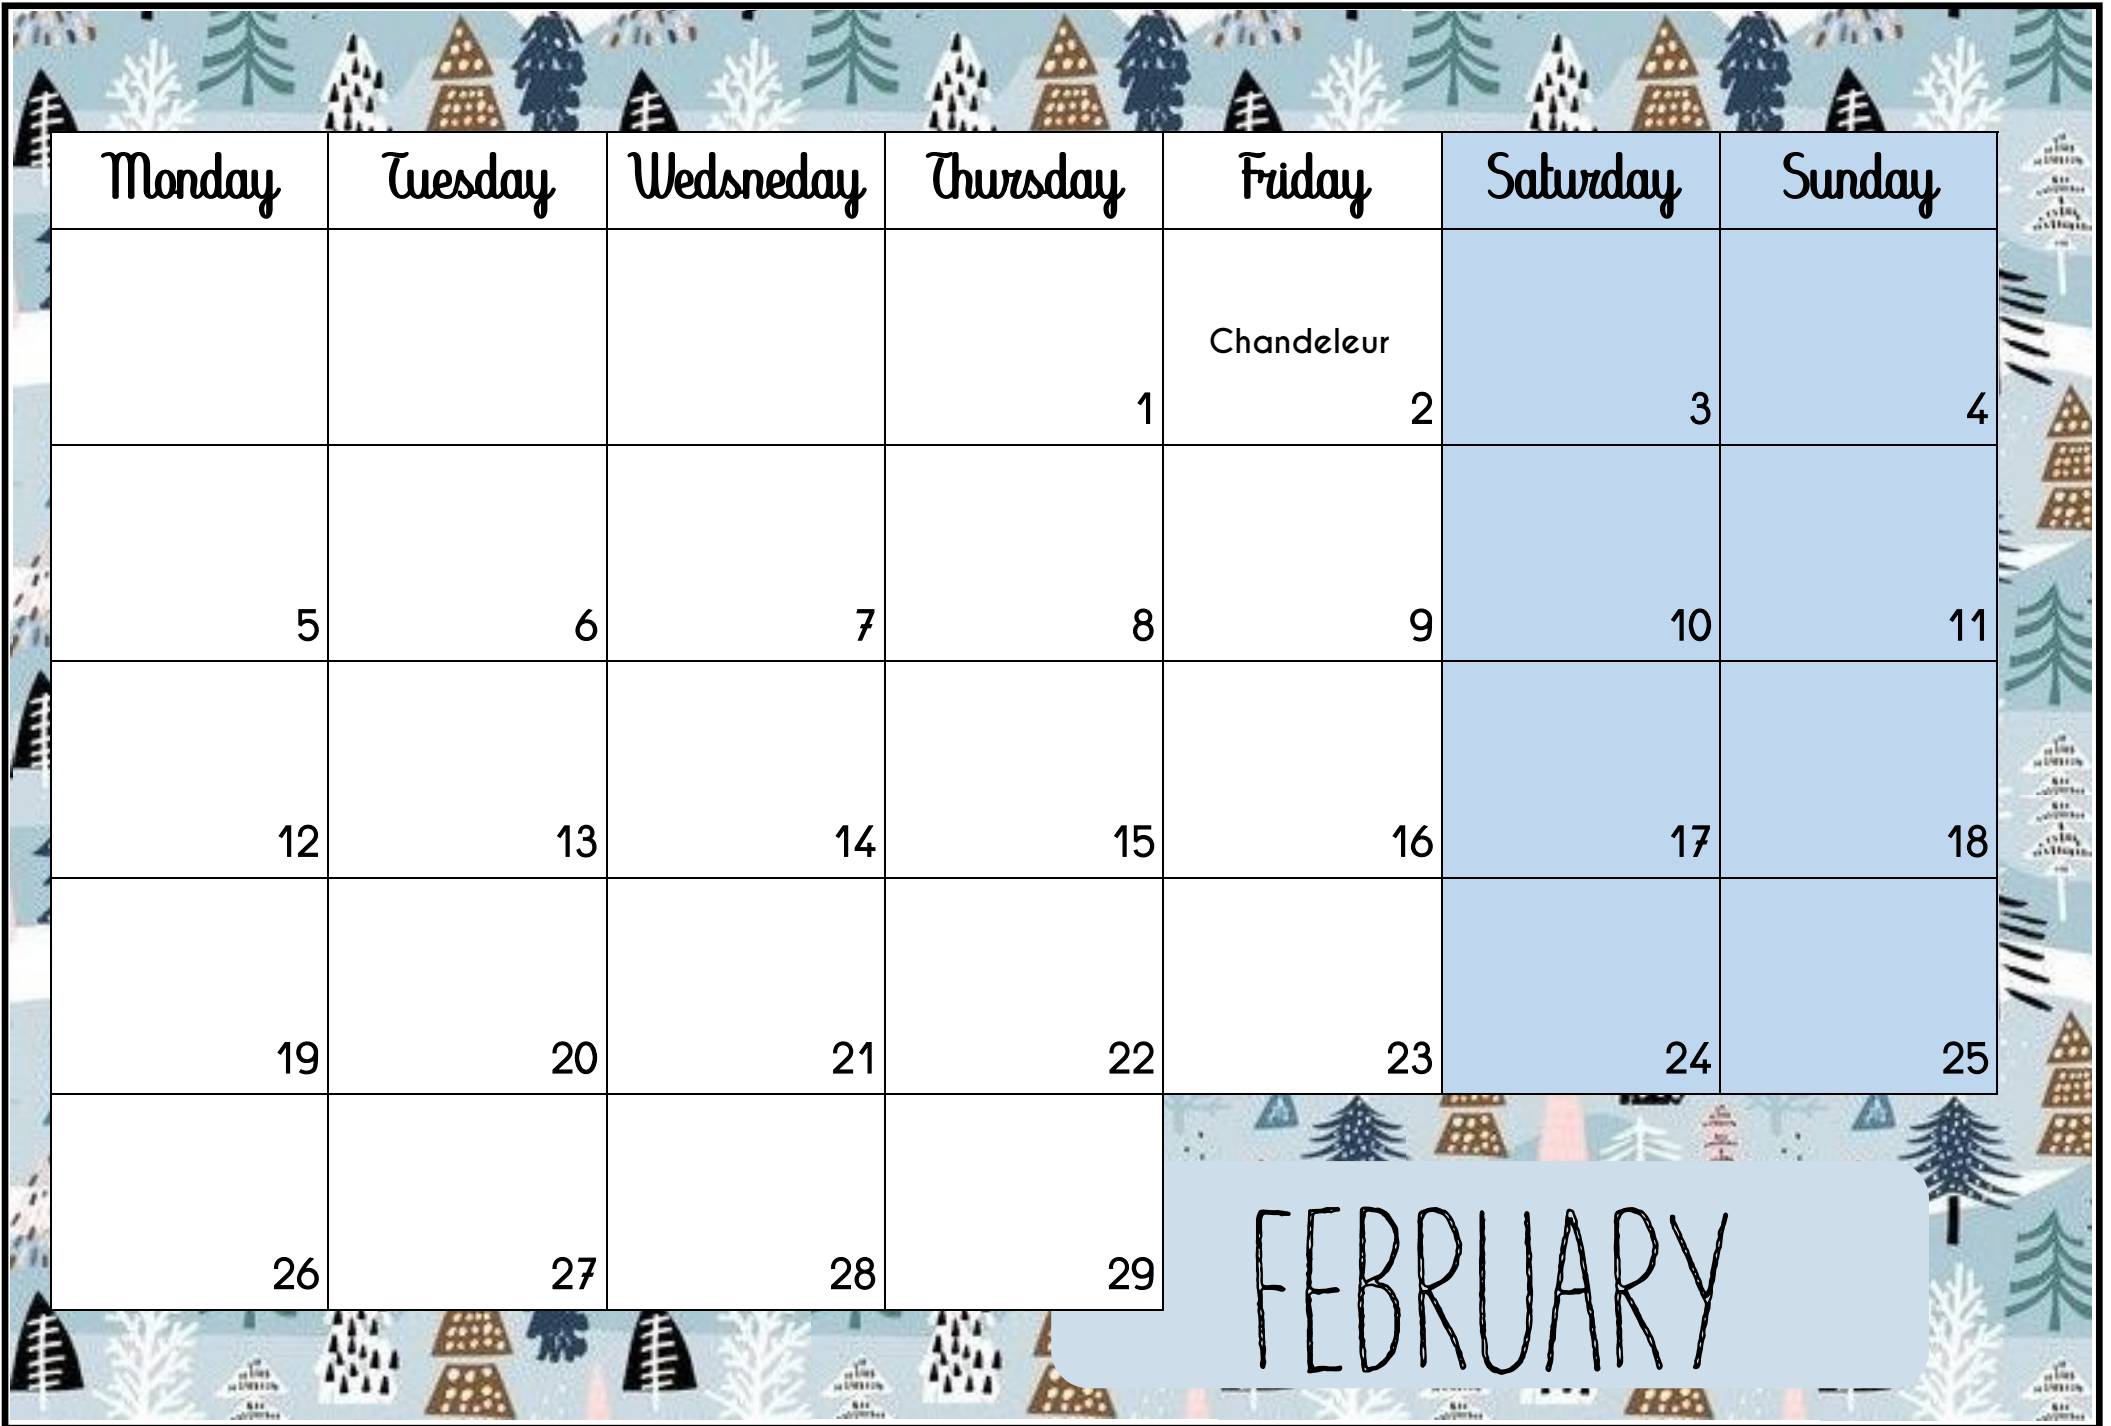 Monday Tuesday Wedsneday Thursday Friday Saturday Sunday
Chandeleur
1 2 3 4
5 6 7 8 9 10 11
12 13 14 15 16 17 18
19 20 21 22 23 24 25
26 27 28 29
FEBRUARY